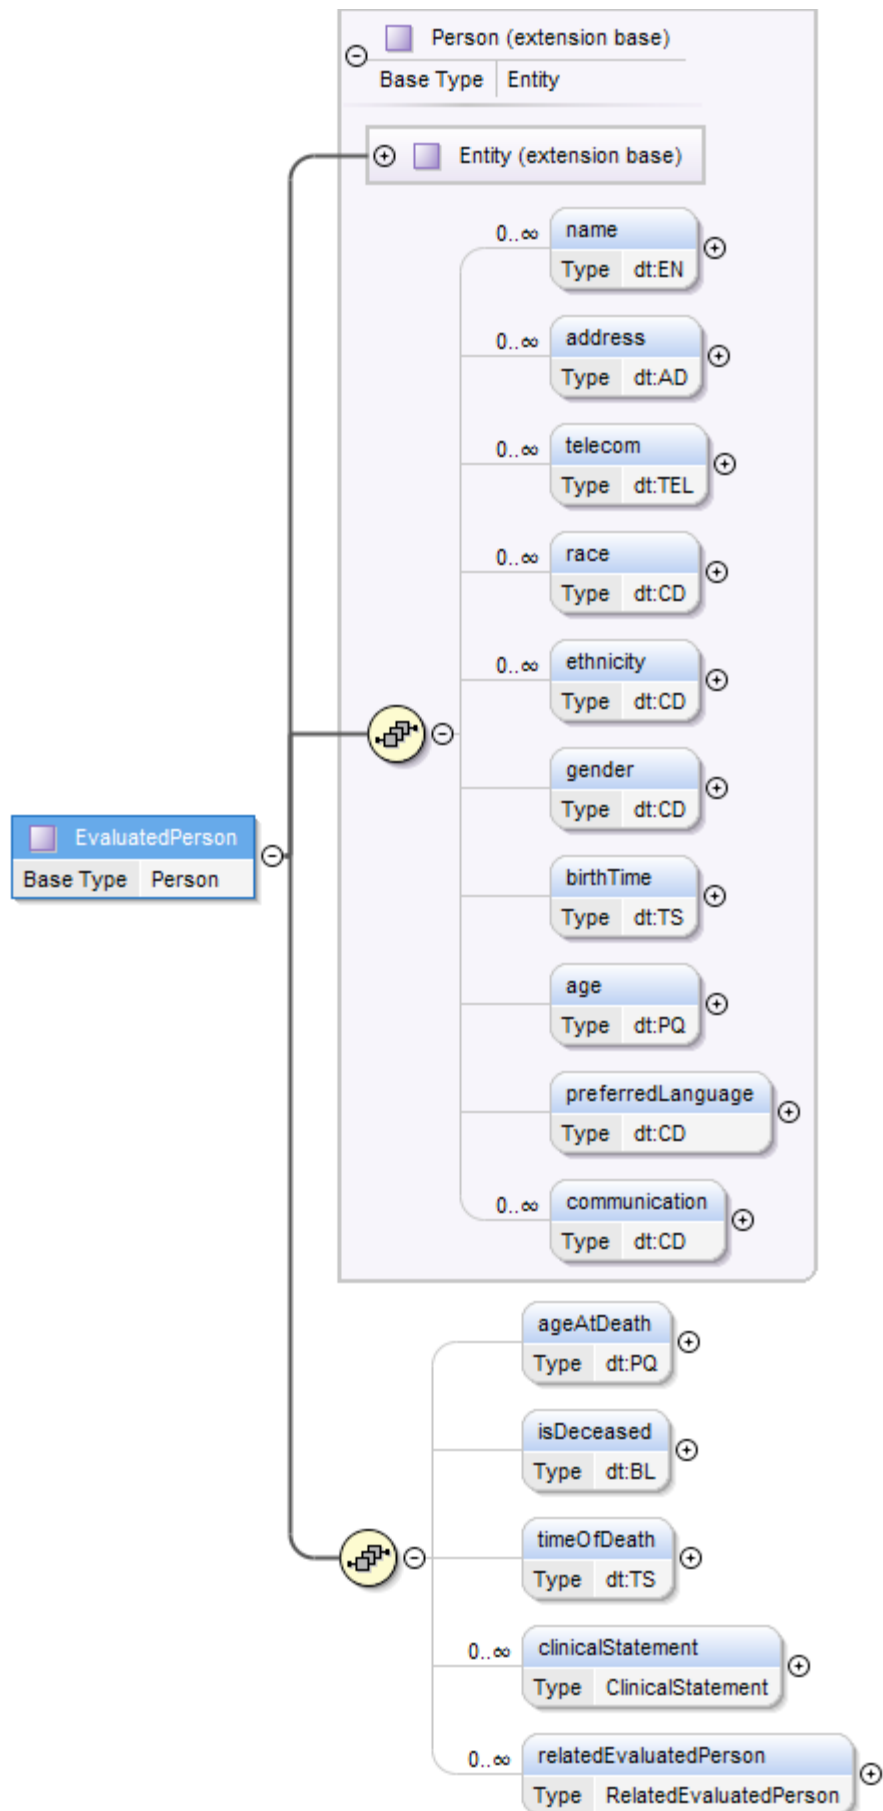 Person (extension base)
Base Type Entity
Entity (extension base)
0..∞ name
Type dt:EN
0..∞ address
Type dt:AD
0..∞ telecom
Type dt:TEL
0..∞ race
Type dt:CD
0..∞ ethnicity
Type dt:CD
gender
Type dt:CD
EvaluatedPerson
Base Type Person
birthTime
Type dt:TS
age
Type dt:PQ
preferredLanguage
Type dt:CD
0..∞ communication
Type dt:CD
ageAtDeath
Type dt:PQ
isDeceased
Type dt:BL
timeOfDeath
Type dt:TS
0..∞ clinicalStatement
Type ClinicalStatement
0..∞ relatedEvaluatedPerson
Type RelatedEvaluatedPerson